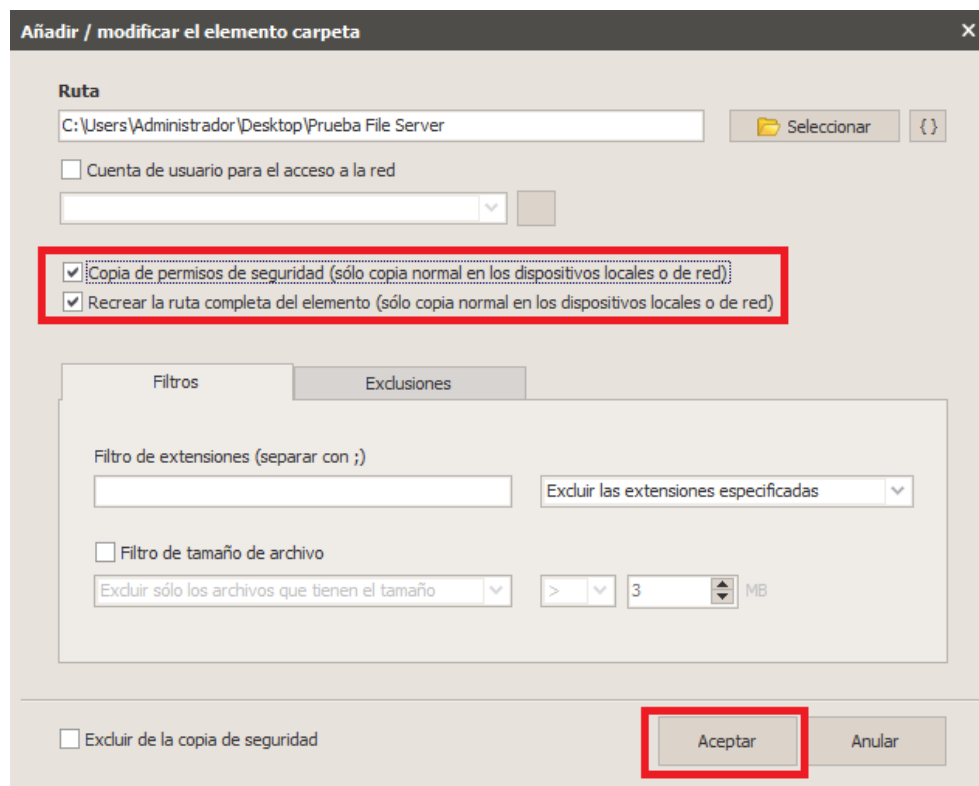 Añadir / modificar el elemento carpeta
Ruta
C:\Users\Administrador\Desktop\Prueba File Server
Seleccionar
{}
Cuenta de usuario para el acceso a la red
Copia de permisos de seguridad (sólo copia normal en los dispositivos locales o de red)
Recrear la ruta completa del elemento (sólo copia normal en los dispositivos locales o de red)
Filtros Exclusiones
Filtro de extensiones (separar con ;)
Excluir las extensiones especificadas
Filtro de tamaño de archivo
Excluir sólo los archivos que tienen el tamaño > 3 MB
Excluir de la copia de seguridad
Aceptar Anular